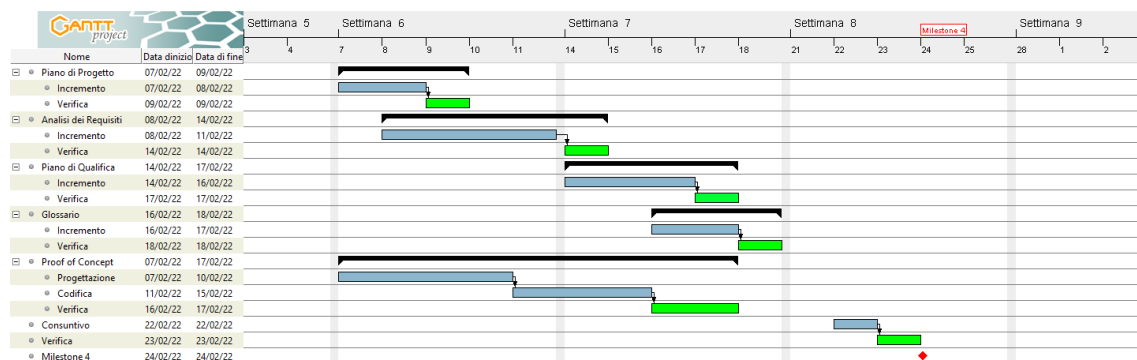 GANTT
project
Settimana 5 Settimana 6 Settimana 7 Settimana 8 Settimana 9
Milestone 4
3 4 7 8 9 10 11 14 15 16 17 18 21 22 23 24 25 28 1 2
Nome Data dinizio Data di fine
Piano di Progetto 07/02/22 09/02/22
Incremento 07/02/22 08/02/22
Verifica 09/02/22 09/02/22
Analisi dei Requisiti 08/02/22 14/02/22
Incremento 08/02/22 11/02/22
Verifica 14/02/22 14/02/22
Piano di Qualifica 14/02/22 17/02/22
Incremento 14/02/22 16/02/22
Verifica 17/02/22 17/02/22
Glossario 16/02/22 18/02/22
Incremento 16/02/22 17/02/22
Verifica 18/02/22 18/02/22
Proof of Concept 07/02/22 17/02/22
Progettazione 07/02/22 10/02/22
Codifica 11/02/22 15/02/22
Verifica 16/02/22 17/02/22
Consuntivo 22/02/22 22/02/22
Verifica 23/02/22 23/02/22
Milestone 4 24/02/22 24/02/22